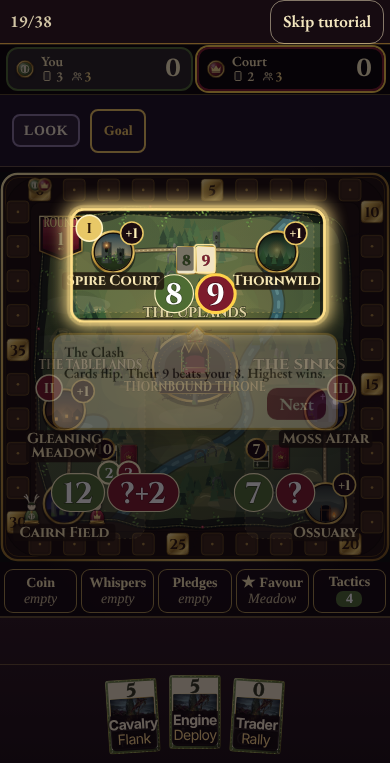 19/38
Skip tutorial
You
3
3
0
Court
2
3
0
LOOK
Goal
5
10
ROUND
1
I
+1
+1
8
9
SPIRE COURT
THORNWILD
8
9
THE UPLANDS
35
15
The Clash
Cards flip. Their 9 beats your 8. Highest wins.
THE TABLELANDS
THE SINKS
THORNBOUND THRONE
Next
II
+1
III
GLEANING
MEADOW
0
7
MOSS ALTAR
2
12
?+2
7
?
+1
30
CAIRN FIELD
OSSUARY
25
20
Coin
empty
Whispers
empty
Pledges
empty
★ Favour
Meadow
Tactics
4
5
Cavalry
Flank
5
Engine
Deploy
0
Trader
Rally